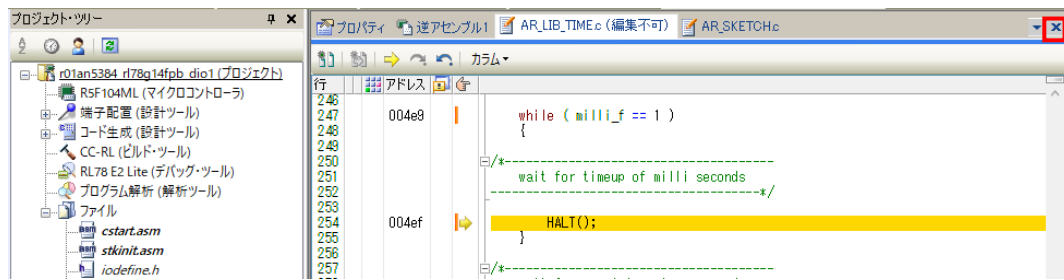 プロジェクト・ツリー
r01an5384_rl78g14fpb_dio1 (プロジェクト)
R5F104ML (マイクロコントローラ)
端子配置 (設計ツール)
コード生成 (設計ツール)
CC-RL (ビルド・ツール)
RL78 E2 Lite (デバッグ・ツール)
プログラム解析 (解析ツール)
ファイル
cstart.asm
stkinit.asm
iodefine.h
プロパティ 逆アセンブル1 AR_LIB_TIME.c (編集不可) AR_SKETCH.c
カラム
行 アドレス
246
247 004e9 while ( milli_f == 1 )
248 {
249
250 /*-----------------------------------
251 wait for timeup of milli seconds
252 -----------------------------------*/
253
254 004ef HALT();
255 }
256
257 /*-----------------------------------